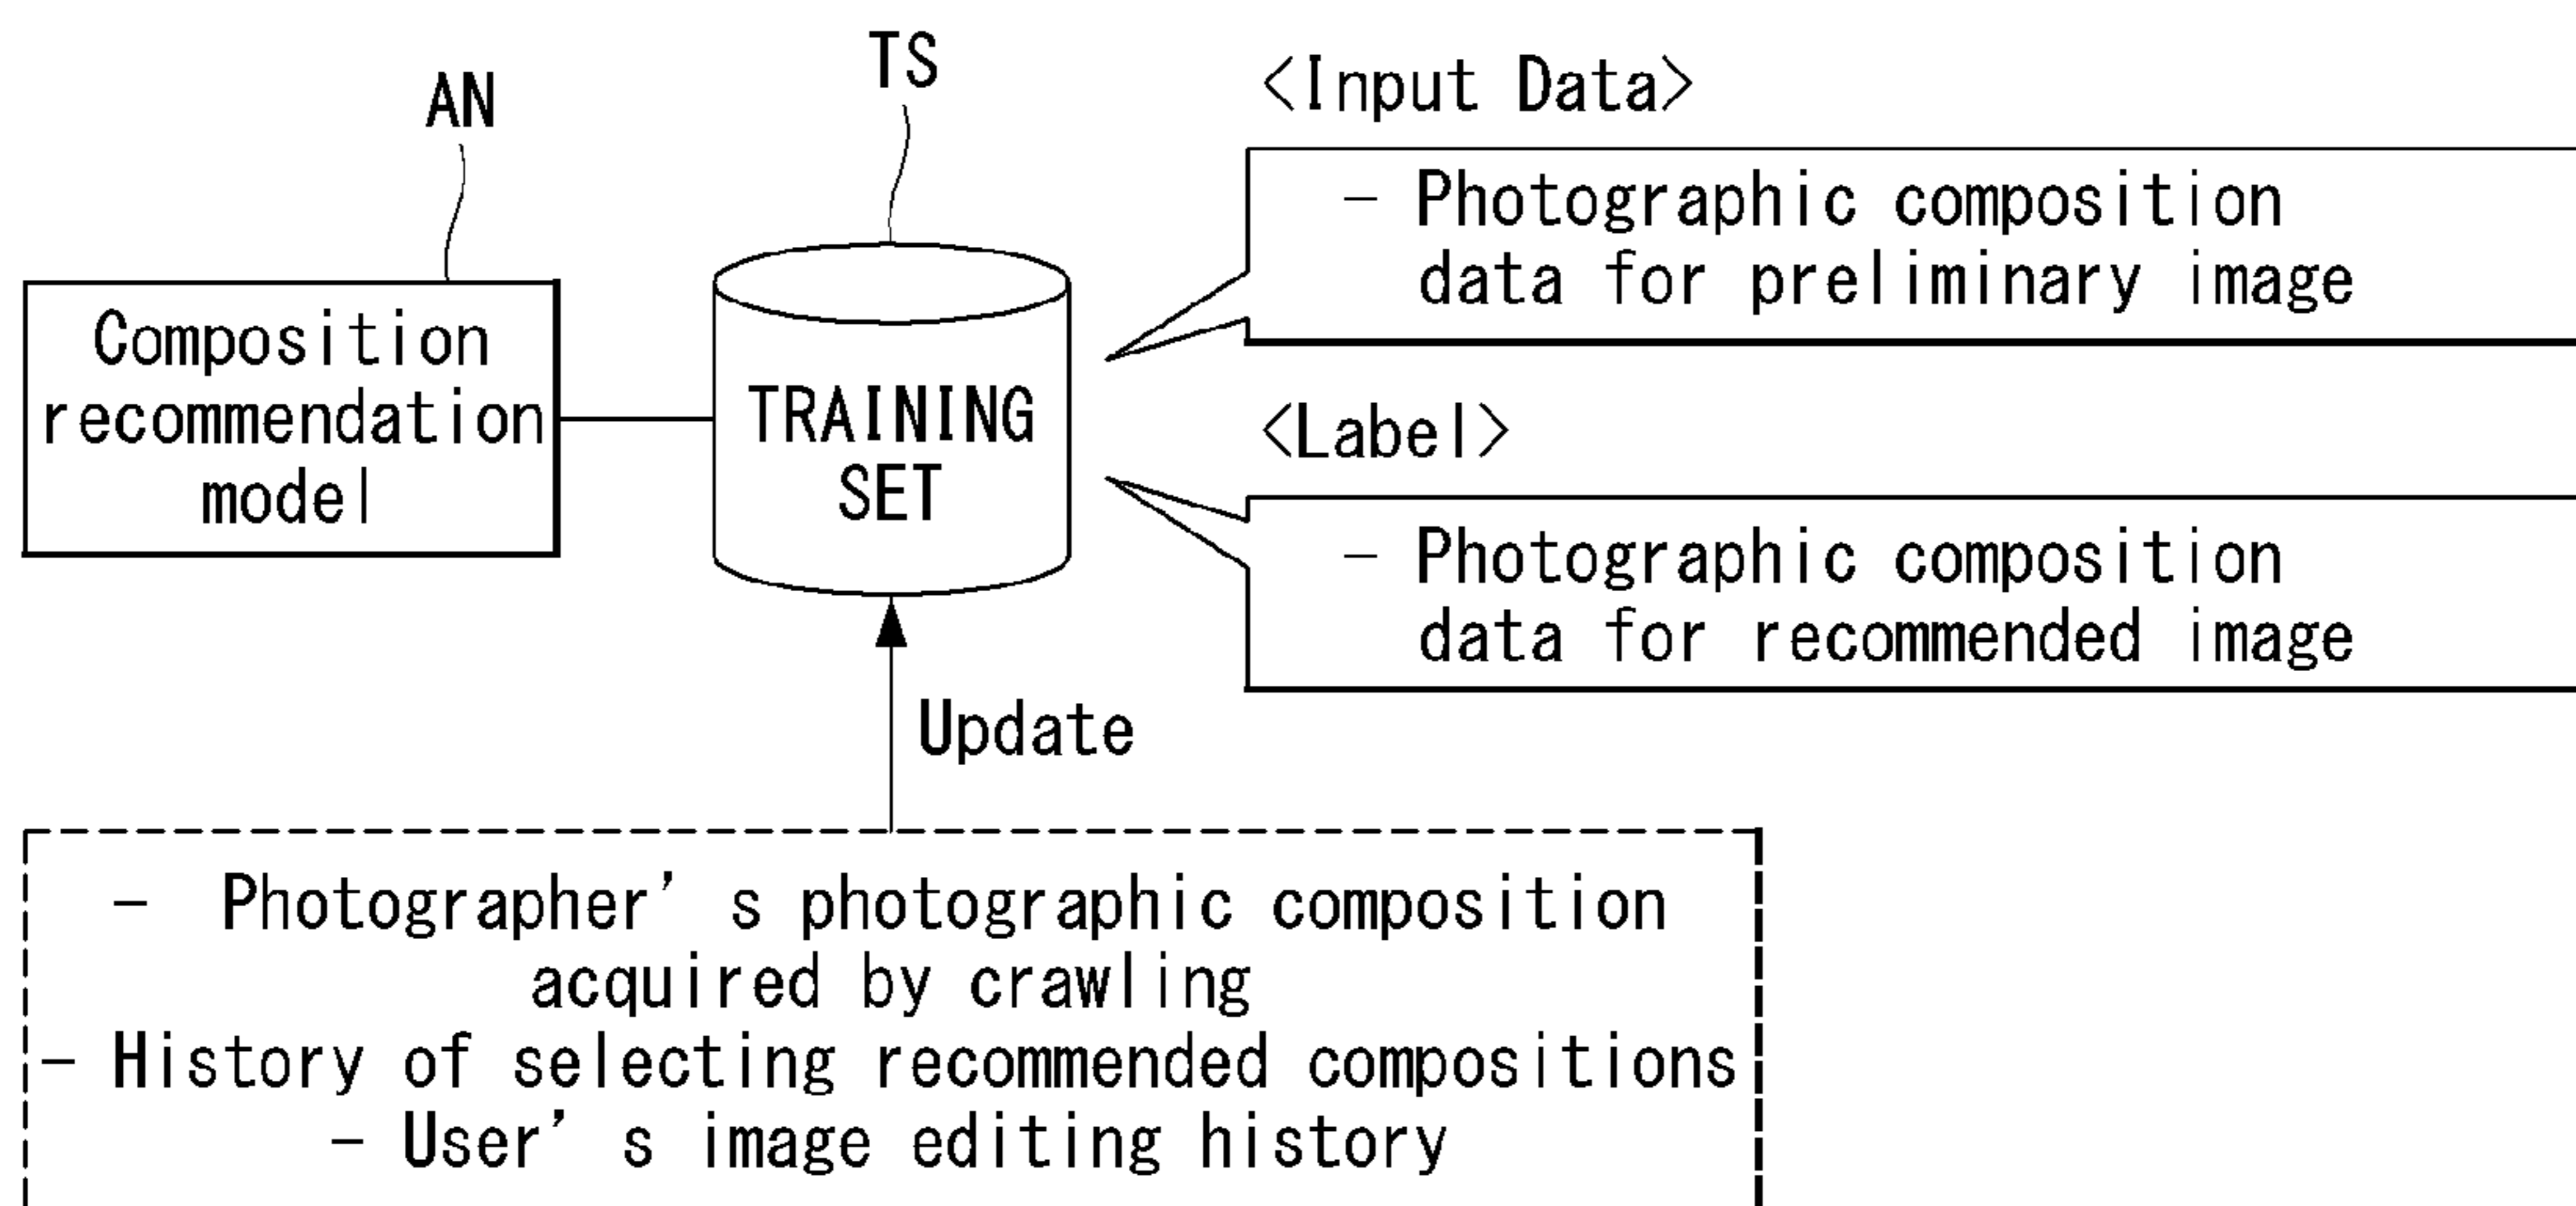 AN
TS
<Input Data>
- Photographic composition
data for preliminary image
Composition
recommendation
model
TRAINING
SET
<Label>
- Photographic composition
data for recommended image
Update
- Photographer's photographic composition
acquired by crawling
- History of selecting recommended compositions
- User's image editing history